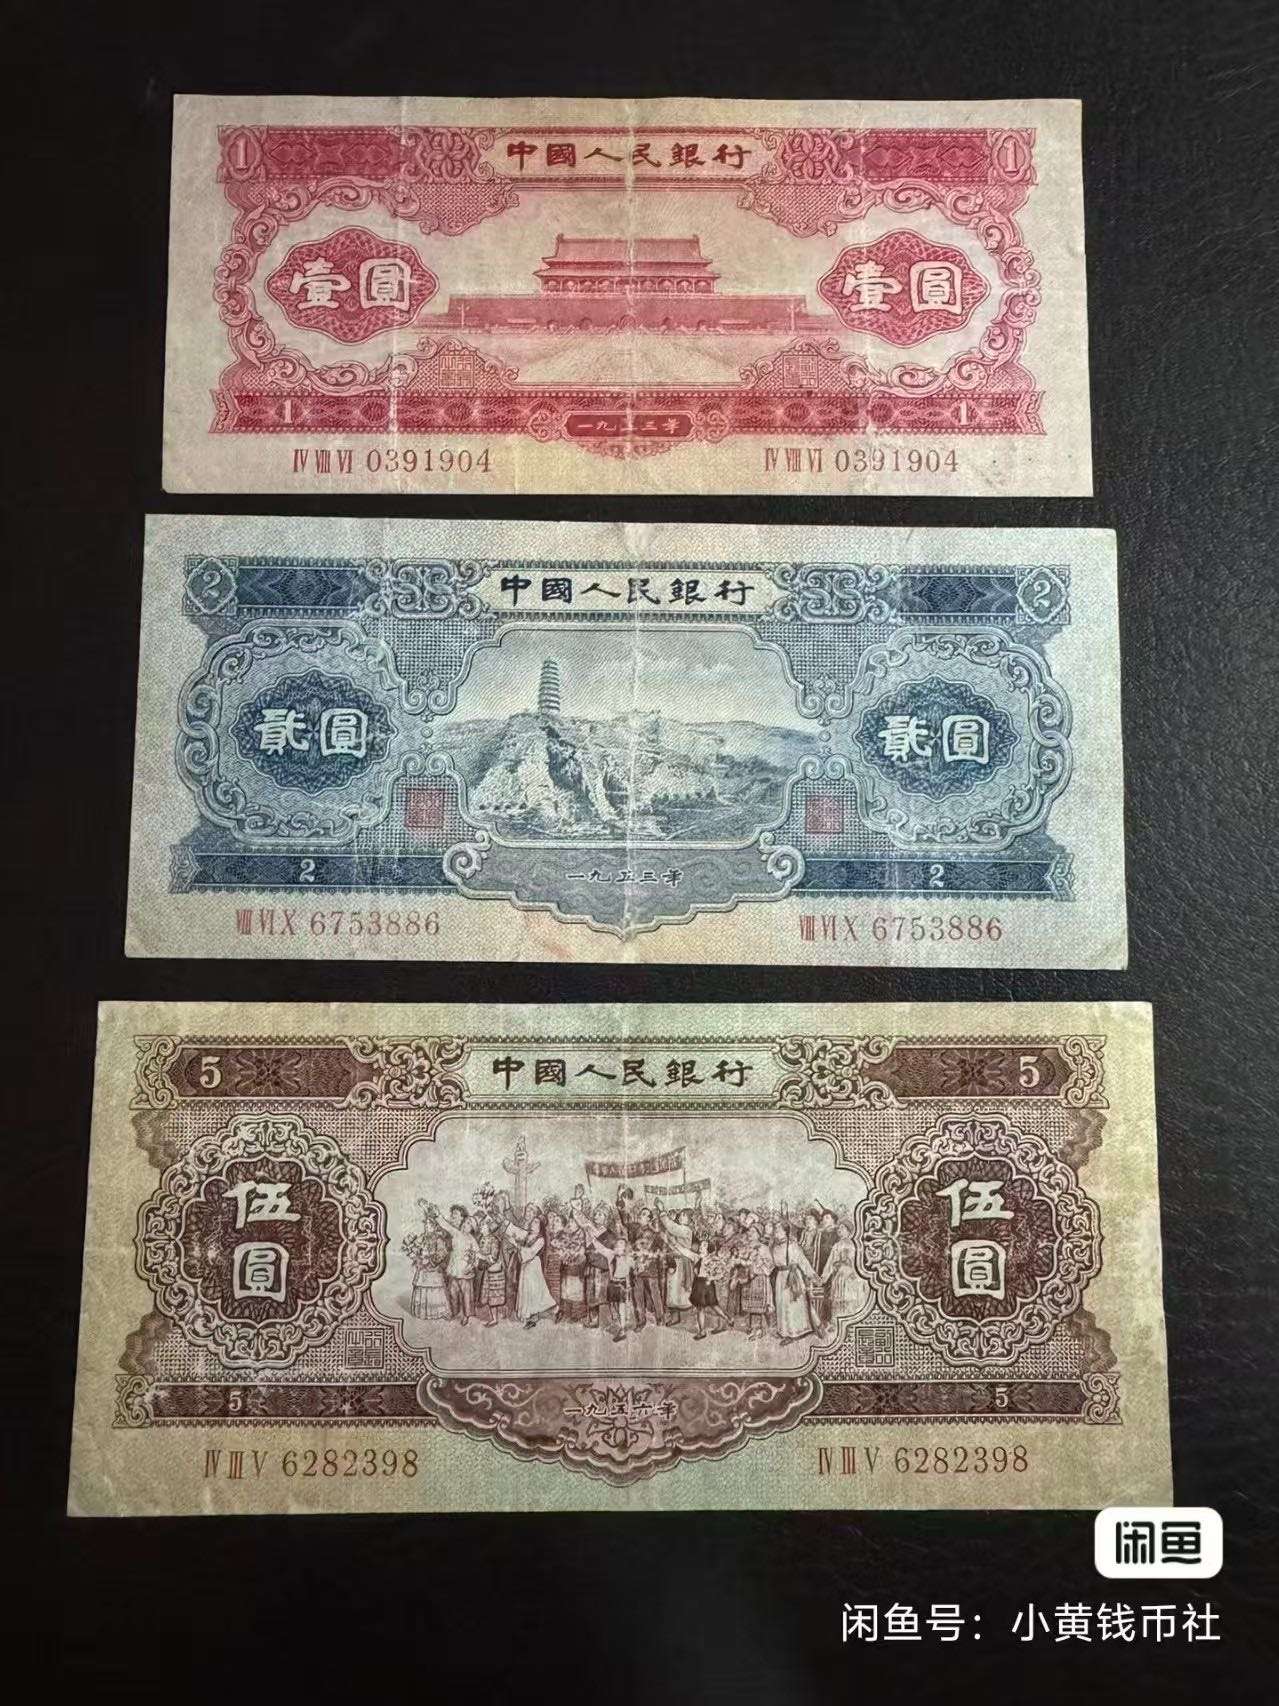 1 中國人民銀行 1
壹圓 壹圓
1 一九五三年 1
Ⅳ Ⅷ Ⅵ 0391904 Ⅳ Ⅷ Ⅵ 0391904
2 中國人民銀行 2
貳圓 貳圓
2 一九五三年 2
Ⅷ Ⅵ Ⅹ 6753886 Ⅷ Ⅵ Ⅹ 6753886
5 中國人民銀行 5
伍圓 伍圓
5 一九五六年 5
Ⅳ Ⅲ Ⅴ 6282398 Ⅳ Ⅲ Ⅴ 6282398
闲鱼
闲鱼号：小黄钱币社